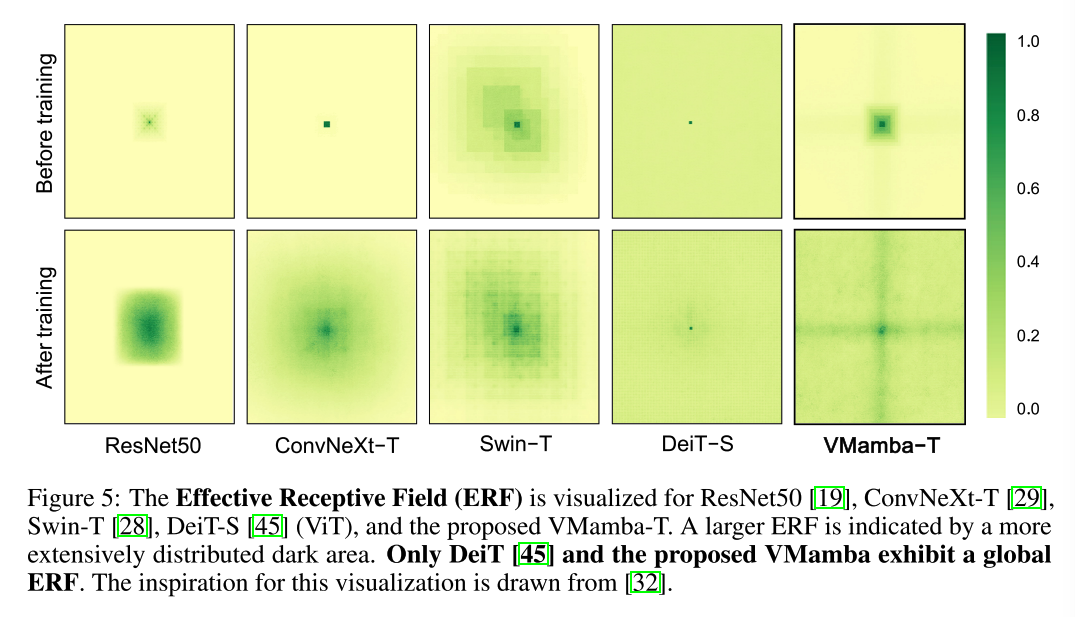 Before training
1.0
0.8
0.6
0.4
0.2
0.0
After training
ResNet50
ConvNeXt−T
Swin−T
DeiT−S
VMamba−T
Figure 5: The Effective Receptive Field (ERF) is visualized for ResNet50 [19], ConvNeXt-T [29],
Swin-T [28], DeiT-S [45] (ViT), and the proposed VMamba-T. A larger ERF is indicated by a more
extensively distributed dark area. Only DeiT [45] and the proposed VMamba exhibit a global
ERF. The inspiration for this visualization is drawn from [32].